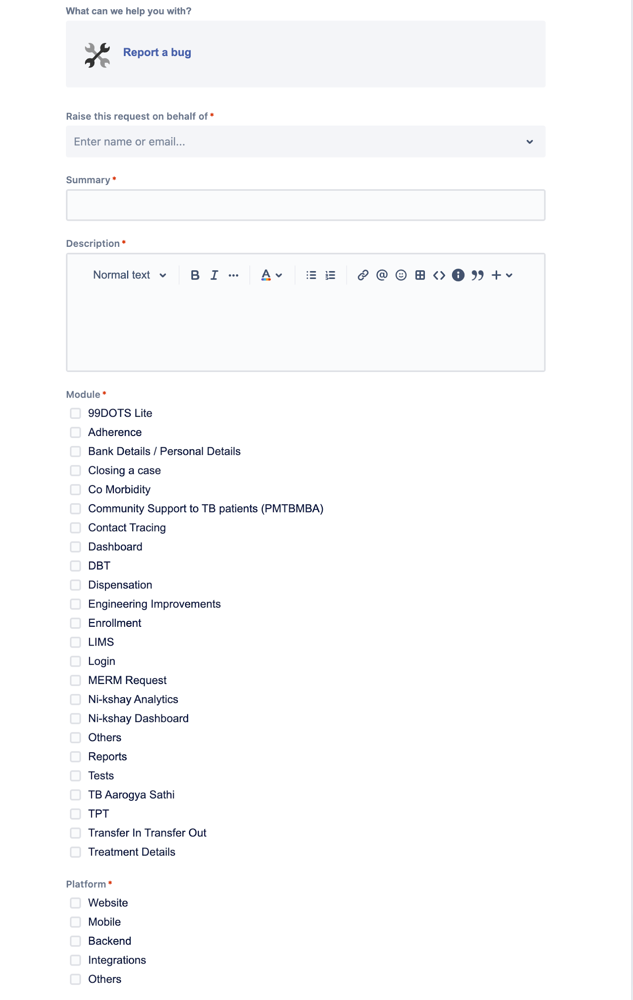 What can we help you with?
Report a bug
Raise this request on behalf of *
Enter name or email...
Summary *
Description *
Normal text B I ... A @ <> i ” +
Module *
99DOTS Lite
Adherence
Bank Details / Personal Details
Closing a case
Co Morbidity
Community Support to TB patients (PMTBMBA)
Contact Tracing
Dashboard
DBT
Dispensation
Engineering Improvements
Enrollment
LIMS
Login
MERM Request
Ni-kshay Analytics
Ni-kshay Dashboard
Others
Reports
Tests
TB Aarogya Sathi
TPT
Transfer In Transfer Out
Treatment Details
Platform *
Website
Mobile
Backend
Integrations
Others